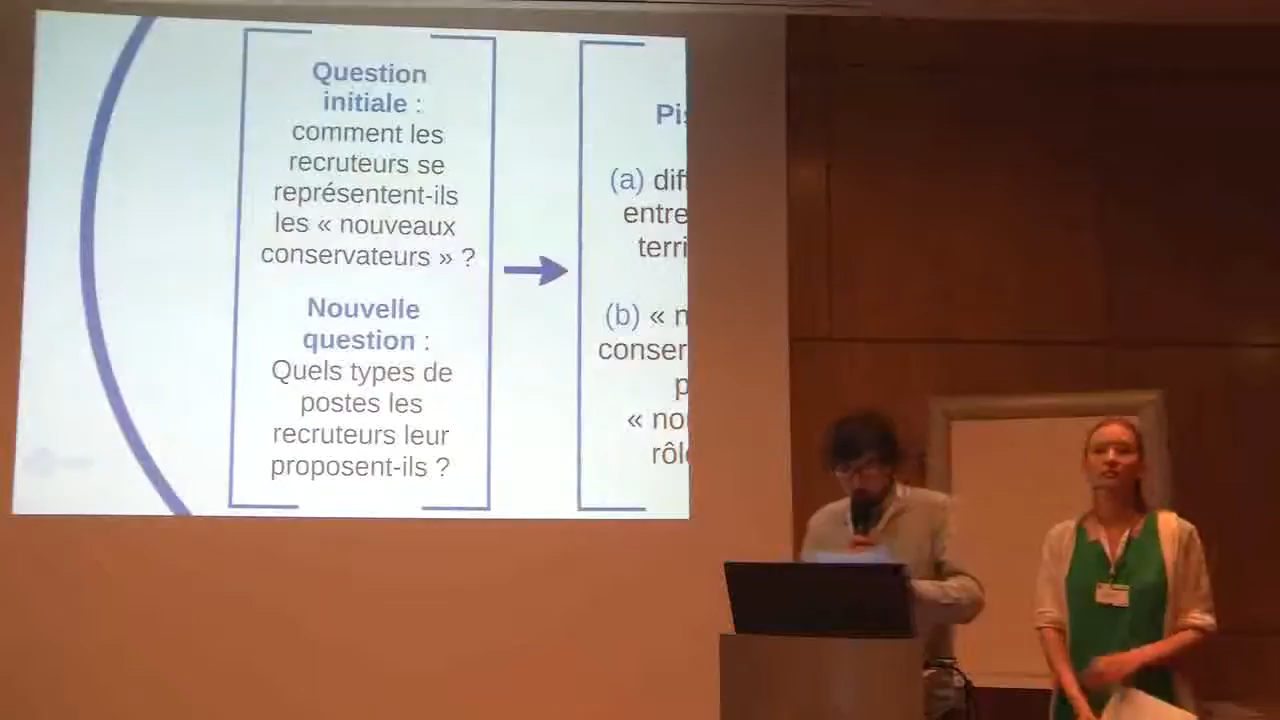 Question
initiale :
comment les
recruteurs se
représentent-ils
les « nouveaux
conservateurs » ?
Nouvelle
question :
Quels types de
postes les
recruteurs leur
proposent-ils ?
(a)
entre
(b) «
«